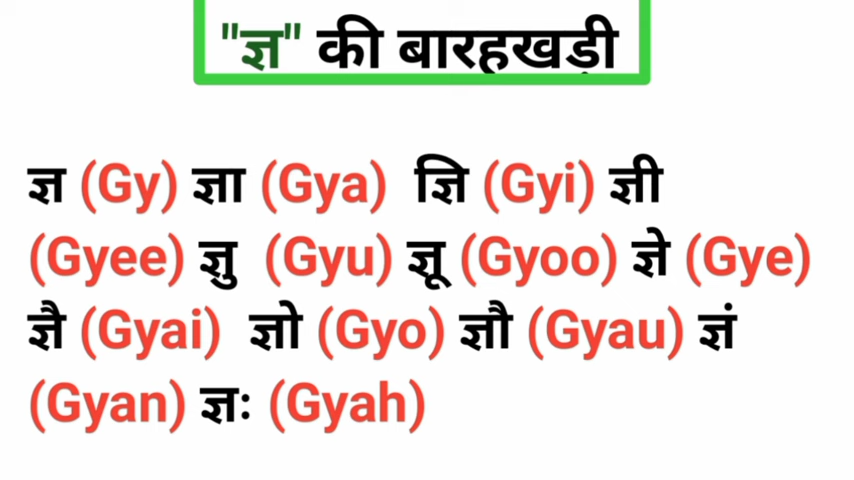 "ज्ञ" की बारहखड़ी
ज्ञ (Gy) ज्ञा (Gya) ज्ञि (Gyi) ज्ञी
(Gyee) ज्ञु (Gyu) ज्ञू (Gyoo) ज्ञे (Gye)
ज्ञै (Gyai) ज्ञो (Gyo) ज्ञौ (Gyau) ज्ञं
(Gyan) ज्ञः (Gyah)